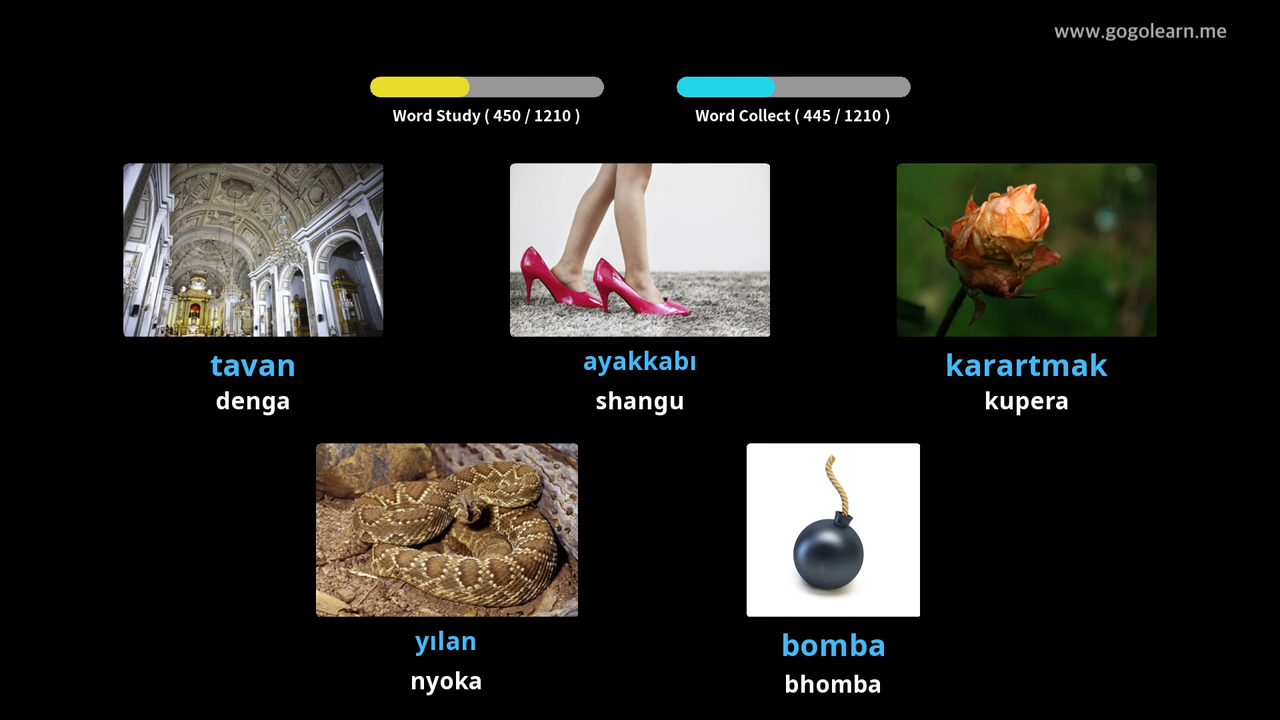 www.gogolearn.me
Word Study ( 450 / 1210 )
Word Collect ( 445 / 1210 )
tavan
denga
ayakkabı
shangu
karartmak
kupera
yılan
nyoka
bomba
bhomba